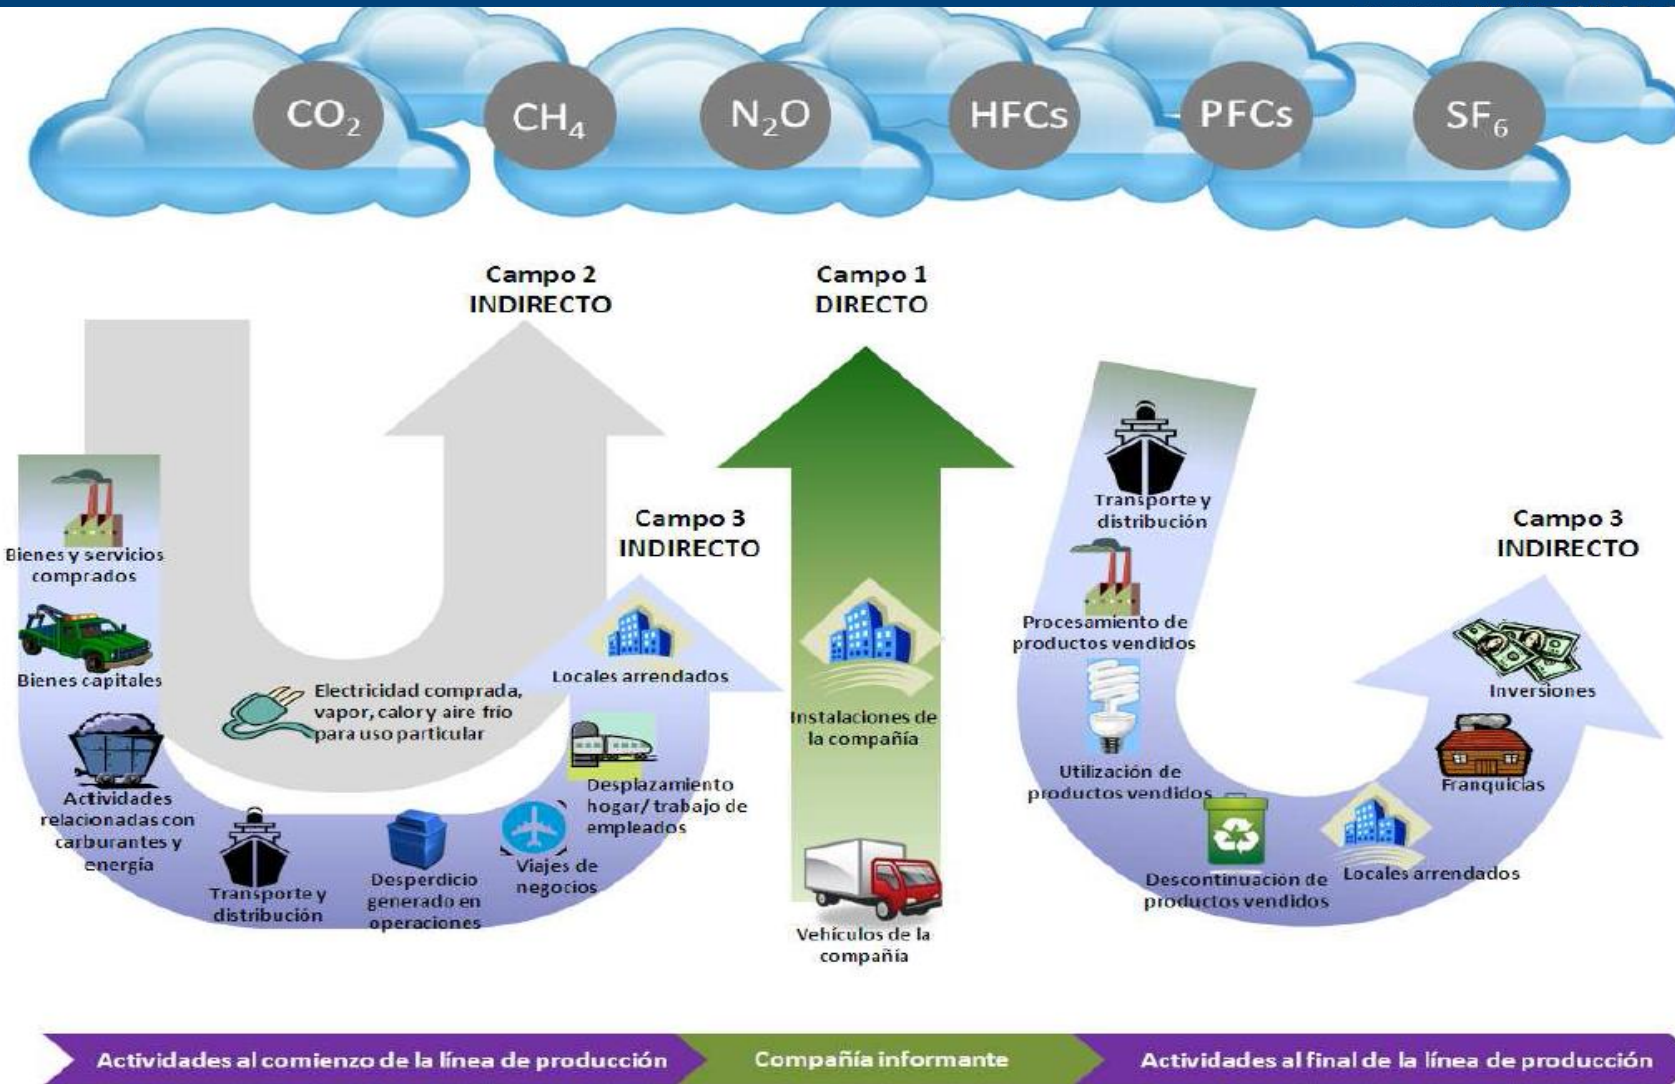 CO₂
CH₄
N₂O
HFCs
PFCs
SF₆
Campo 2
INDIRECTO
Campo 1
DIRECTO
Bienes y servicios
comprados
Bienes capitales
Actividades
relacionadas con
carburantes y
energía
Transporte y
distribución
Desperdicio
generado en
operaciones
Viajes de
negocios
Desplazamiento
hogar/ trabajo de
empleados
Locales arrendados
Campo 3
INDIRECTO
Electricidad comprada,
vapor, calor y aire frío
para uso particular
Instalaciones de
la compañía
Vehículos de la
compañía
Transporte y
distribución
Procesamiento de
productos vendidos
Utilización de
productos vendidos
Descontinuación de
productos vendidos
Locales arrendados
Franquicias
Inversiones
Campo 3
INDIRECTO
Actividades al comienzo de la línea de producción
Compañía informante
Actividades al final de la línea de producción